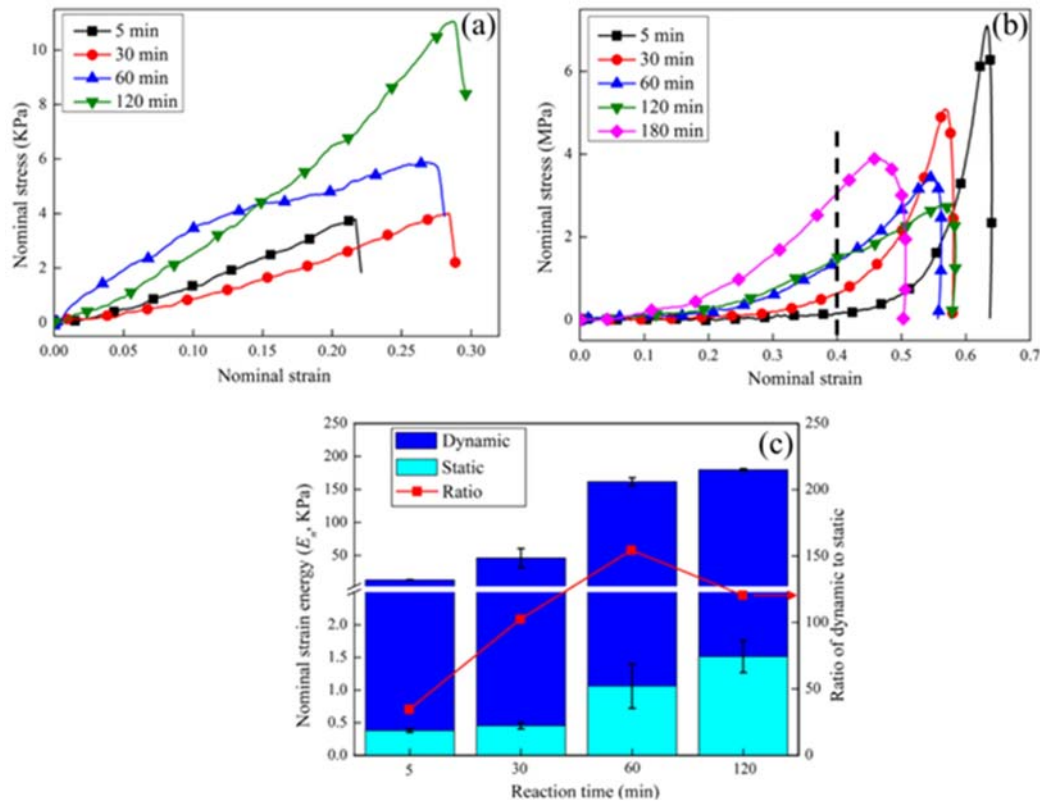 (a)
5 min
30 min
60 min
120 min
Nominal stress (KPa)
10
8
6
4
2
0
0.00 0.05 0.10 0.15 0.20 0.25 0.30
Nominal strain
(b)
5 min
30 min
60 min
120 min
180 min
Nominal stress (MPa)
6
4
2
0
0.0 0.1 0.2 0.3 0.4 0.5 0.6 0.7
Nominal strain
(c)
Dynamic
Static
Ratio
Nominal strain energy (Eₙ, KPa)
250
200
150
100
50
2.0
1.5
1.0
0.5
0.0
250
200
150
100
50
0
Ratio of dynamic to static
5 30 60 120
Reaction time (min)